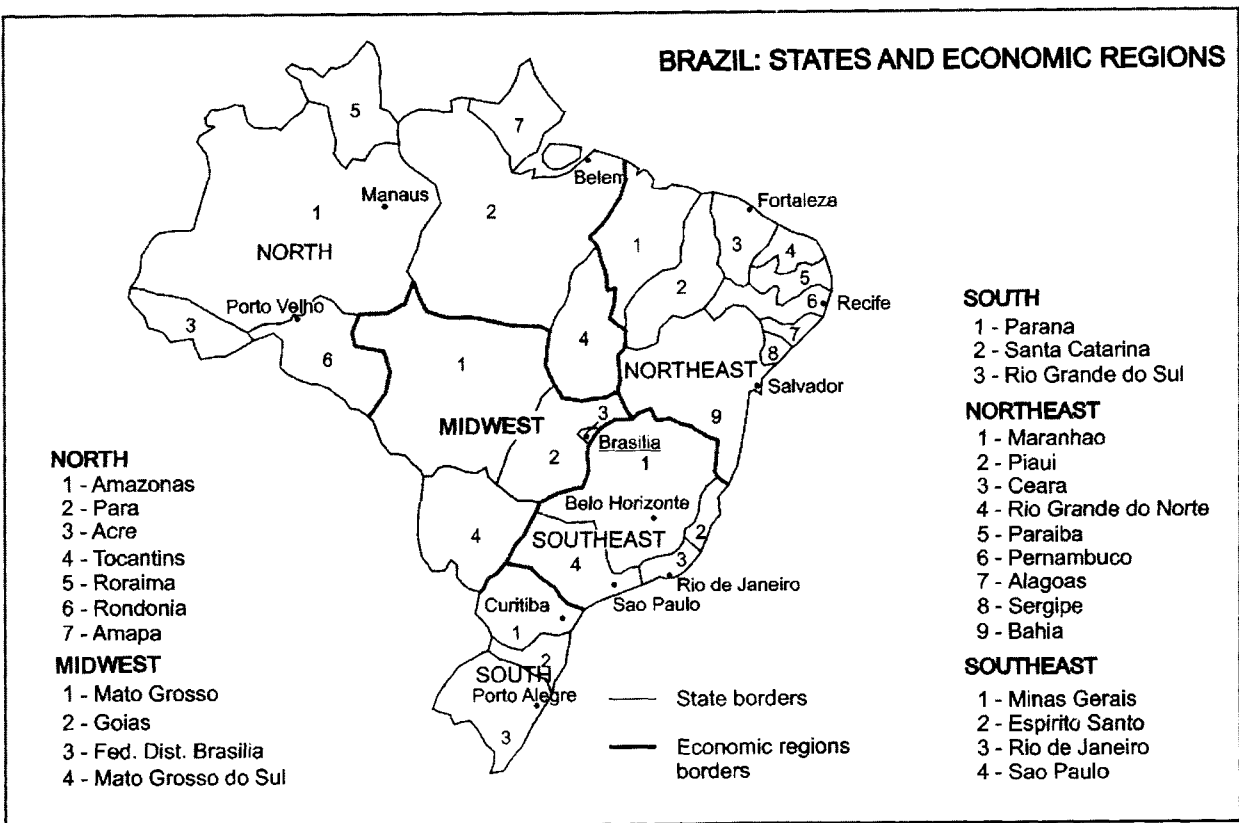 BRAZIL: STATES AND ECONOMIC REGIONS
5
7
Belem
Manaus
1
2
Fortaleza
1
3
4
NORTH
2
5
6
Recife
Porto Velho
3
7
4
6
1
8
NORTHEAST
Salvador
3
9
MIDWEST
Brasilia
2
1
Belo Horizonte
2
4
SOUTHEAST
4
3
Rio de Janeiro
Sao Paulo
Curitiba
1
2
SOUTH
Porto Alegre
3
State borders
Economic regions
borders
NORTH
1 - Amazonas
2 - Para
3 - Acre
4 - Tocantins
5 - Roraima
6 - Rondonia
7 - Amapa
MIDWEST
1 - Mato Grosso
2 - Goias
3 - Fed. Dist. Brasilia
4 - Mato Grosso do Sul
SOUTH
1 - Parana
2 - Santa Catarina
3 - Rio Grande do Sul
NORTHEAST
1 - Maranhao
2 - Piaui
3 - Ceara
4 - Rio Grande do Norte
5 - Paraiba
6 - Pernambuco
7 - Alagoas
8 - Sergipe
9 - Bahia
SOUTHEAST
1 - Minas Gerais
2 - Espirito Santo
3 - Rio de Janeiro
4 - Sao Paulo